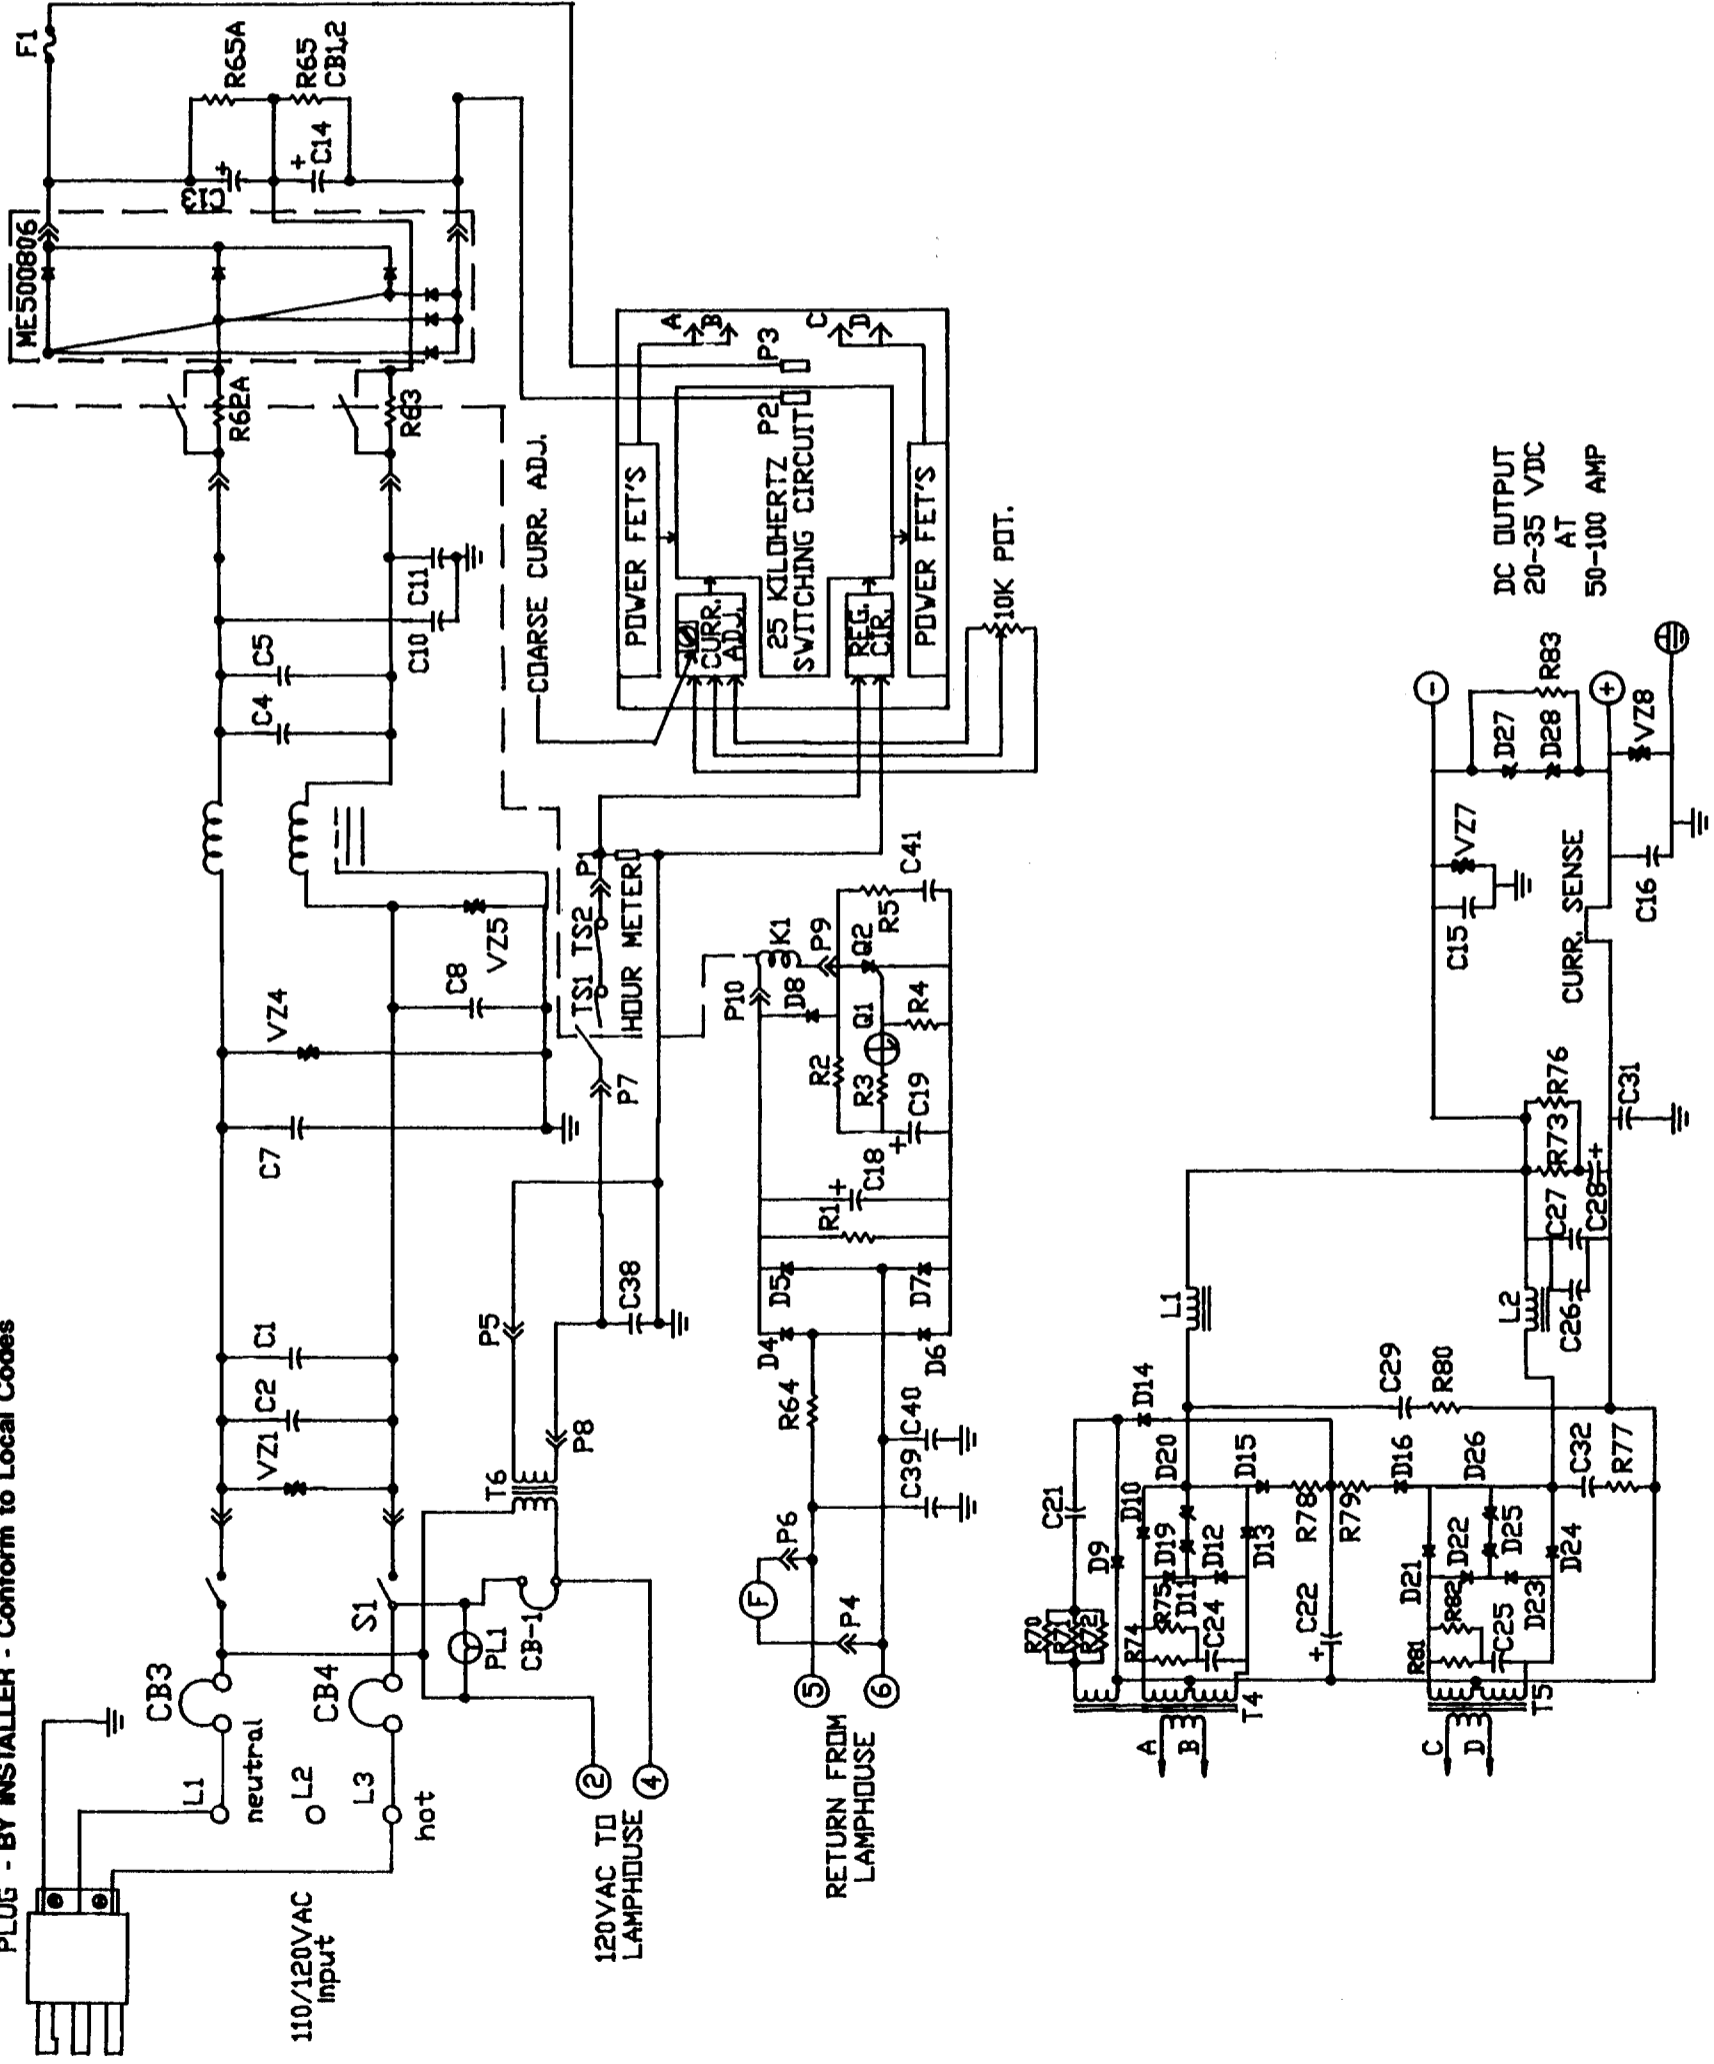 PLUG - BY INSTALLER - Conform to Local Codes
110/120VAC
Input
L1
neutral
L2
L3
hot
CB3
CB4
S1
PL1
CB-1
VZ1
C2
C1
C7
VZ4
C8
VZ5
C4
C5
C10
C11
R62A
R63
ME500806
C13
C14
R65A
R65
CB1,2
F1
120VAC TO
LAMPHOUSE
2
4
T6
P5
P8
C38
P7
TS1
TS2
P1
HOUR METER
COARSE CURR. ADJ.
POWER FET'S
CURR.
ADJ.
25 KILOHERTZ
SWITCHING CIRCUIT
REG.
CIR.
POWER FET'S
P2
P3
A
B
C
D
10K POT.
RETURN FROM
LAMPHOUSE
5
6
F
P4
P6
C39
C40
R64
D4
D5
D6
D7
R1
C18
+
C19
+
R2
R3
Q1
R4
D8
P10
K1
P9
Q2
R5
C41
A
B
C
D
T4
T5
R70
R71
R72
C21
D9
D10
D14
R74
R75
D11
D19
D12
D20
C24
D13
D15
R78
R79
C22
+
D16
R81
R82
D21
D22
C25
D23
D25
D26
D24
C32
R77
C29
R80
L1
L2
C26
C27
C28
+
R73
R76
C31
CURR. SENSE
C15
VZ7
C16
D27
D28
R83
VZ8
-
+
DC OUTPUT
20-35 VDC
AT
50-100 AMP